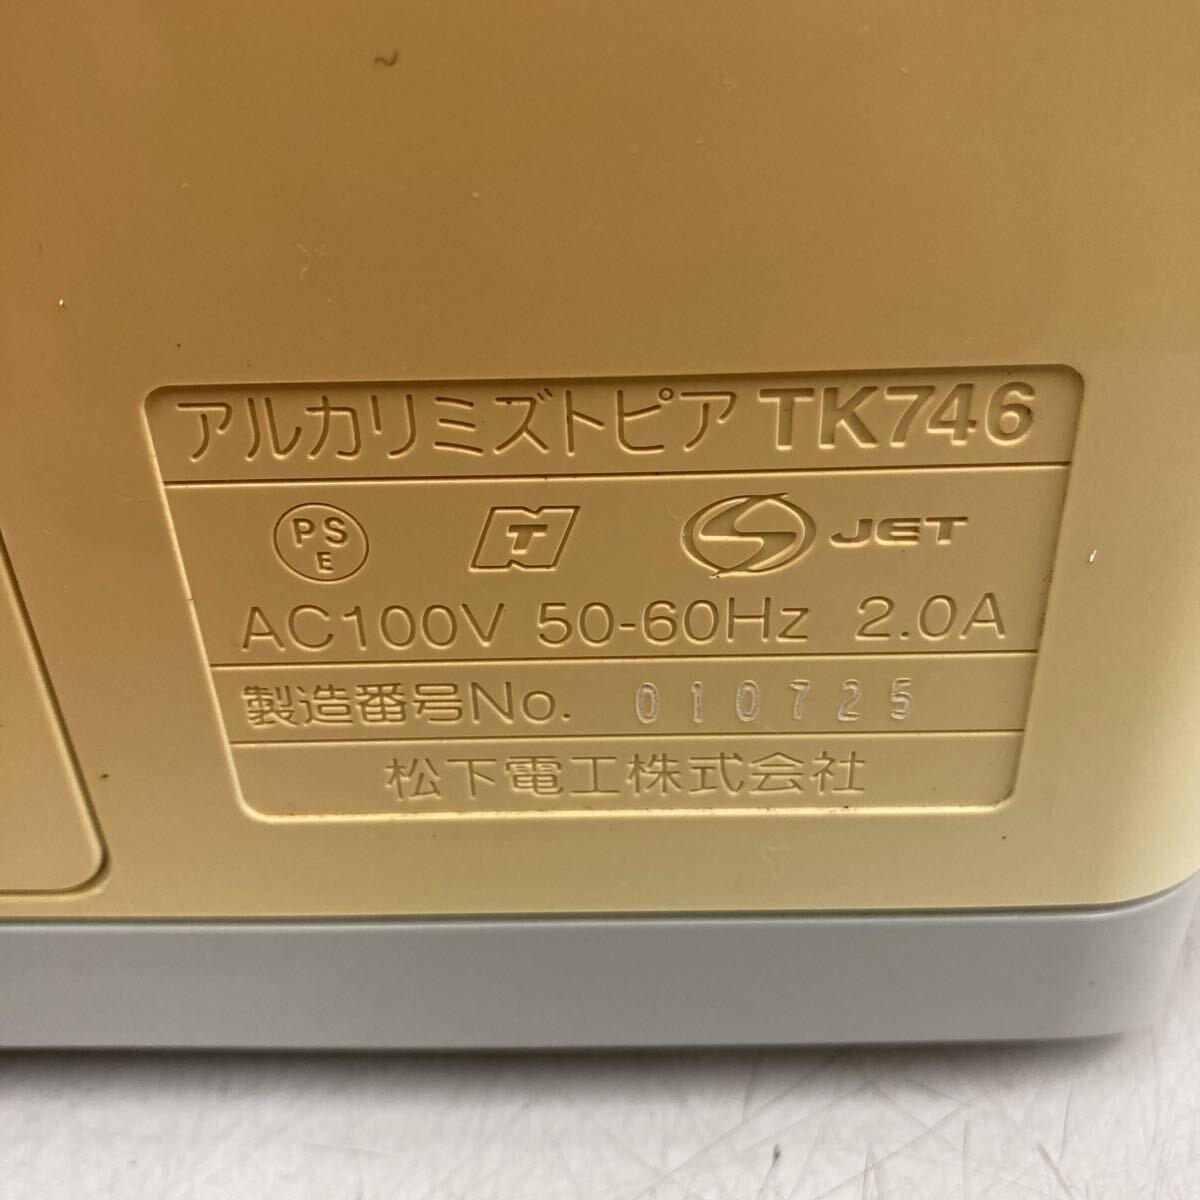 アルカリミズトピア TK746
PS E N T S JET
AC100V 50-60Hz 2.0A
製造番号No. 010725
松下電工株式会社